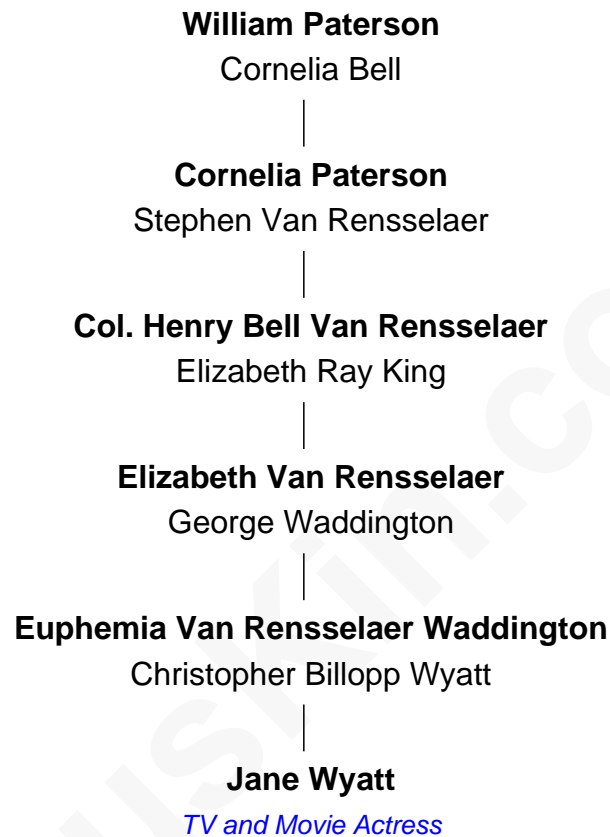 William Paterson
Cornelia Bell
Cornelia Paterson
Stephen Van Rensselaer
Col. Henry Bell Van Rensselaer
Elizabeth Ray King
Elizabeth Van Rensselaer
George Waddington
Euphemia Van Rensselaer Waddington
Christopher Billopp Wyatt
Jane Wyatt
TV and Movie Actress